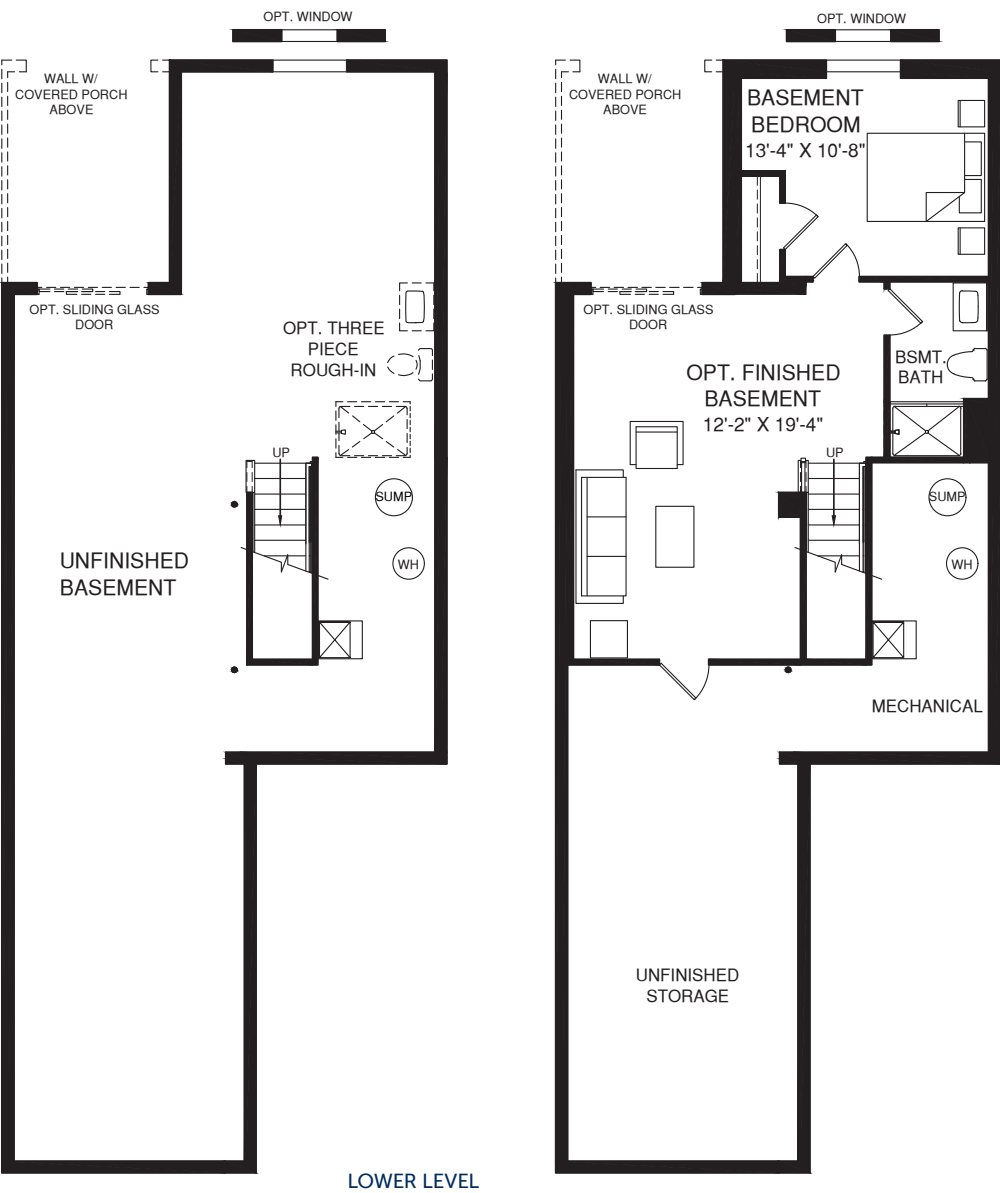 OPT. WINDOW
WALL W/
COVERED PORCH
ABOVE
OPT. SLIDING GLASS
DOOR
OPT. THREE
PIECE
ROUGH-IN
UP
SUMP
WH
UNFINISHED
BASEMENT
OPT. WINDOW
WALL W/
COVERED PORCH
ABOVE
BASEMENT
BEDROOM
13'-4" X 10'-8"
OPT. SLIDING GLASS
DOOR
BSMT.
BATH
OPT. FINISHED
BASEMENT
12'-2" X 19'-4"
UP
SUMP
WH
MECHANICAL
UNFINISHED
STORAGE
LOWER LEVEL